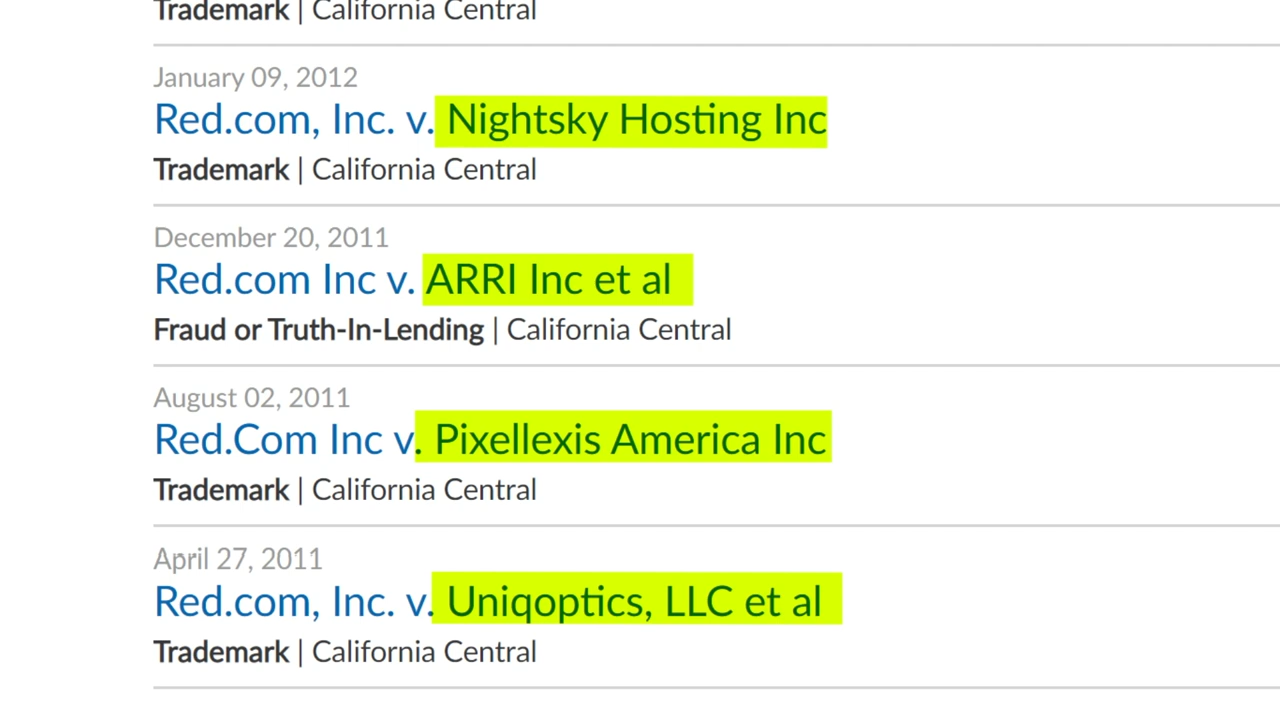 Trademark | California Central
January 09, 2012
Red.com, Inc. v. Nightsky Hosting Inc
Trademark | California Central
December 20, 2011
Red.com Inc v. ARRI Inc et al
Fraud or Truth-In-Lending | California Central
August 02, 2011
Red.Com Inc v. Pixellexis America Inc
Trademark | California Central
April 27, 2011
Red.com, Inc. v. Uniqoptics, LLC et al
Trademark | California Central